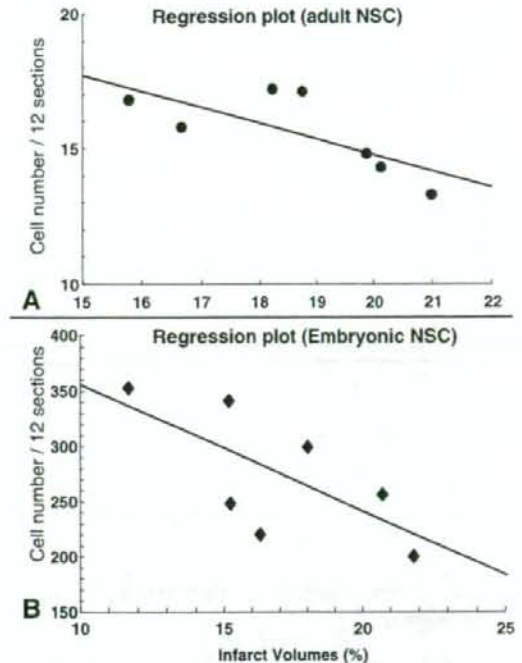 Regression plot (adult NSC)
20
15
10
Cell number / 12 sections
A
15 16 17 18 19 20 21 22
Regression plot (Embryonic NSC)
400
350
300
250
200
150
Cell number / 12 sections
B
10 15 20 25
Infarct Volumes (%)